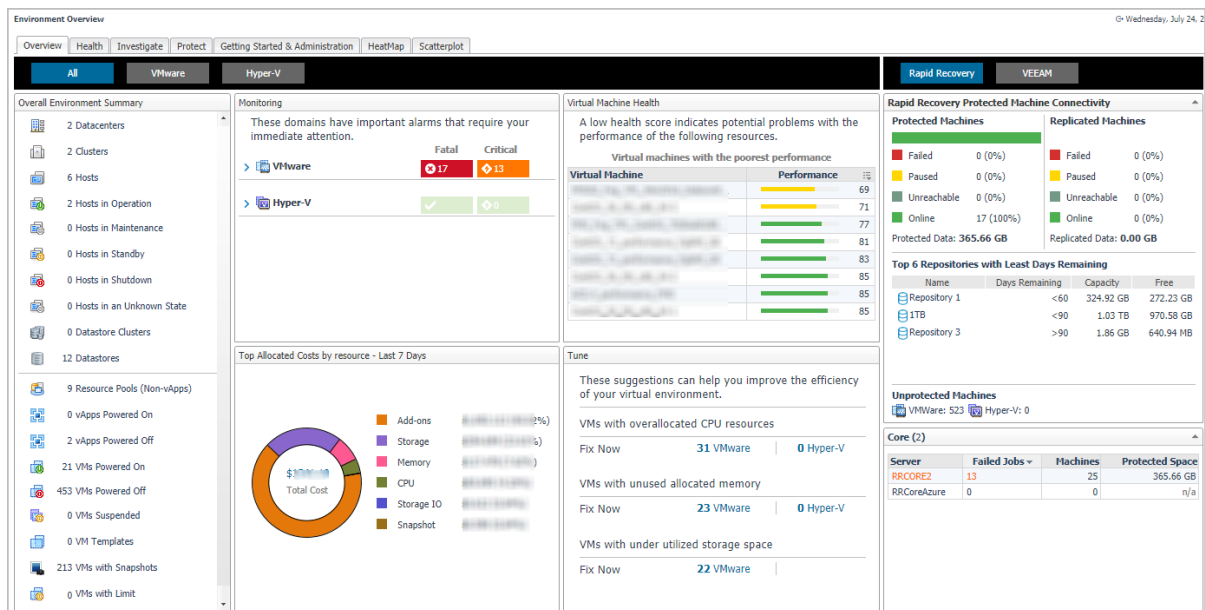 Environment Overview
Wednesday, July 24, 2
Overview Health Investigate Protect Getting Started & Administration HeatMap Scatterplot
All VMware Hyper-V
Rapid Recovery VEEAM
Overall Environment Summary
2 Datacenters
2 Clusters
6 Hosts
2 Hosts in Operation
0 Hosts in Maintenance
0 Hosts in Standby
0 Hosts in Shutdown
0 Hosts in an Unknown State
0 Datastore Clusters
12 Datastores
9 Resource Pools (Non-vApps)
0 vApps Powered On
2 vApps Powered Off
21 VMs Powered On
453 VMs Powered Off
0 VMs Suspended
0 VM Templates
213 VMs with Snapshots
0 VMs with Limit
Monitoring
These domains have important alarms that require your
immediate attention.
Fatal Critical
VMware 17 13
Hyper-V 0
Top Allocated Costs by resource - Last 7 Days
Total Cost
Add-ons
Storage
Memory
CPU
Storage IO
Snapshot
Virtual Machine Health
A low health score indicates potential problems with the
performance of the following resources.
Virtual machines with the poorest performance
Virtual Machine Performance
69
71
77
81
83
85
85
85
Tune
These suggestions can help you improve the efficiency
of your virtual environment.
VMs with overallocated CPU resources
Fix Now 31 VMware 0 Hyper-V
VMs with unused allocated memory
Fix Now 23 VMware 0 Hyper-V
VMs with under utilized storage space
Fix Now 22 VMware
Rapid Recovery Protected Machine Connectivity
Protected Machines Replicated Machines
Failed 0 (0%) Failed 0 (0%)
Paused 0 (0%) Paused 0 (0%)
Unreachable 0 (0%) Unreachable 0 (0%)
Online 17 (100%) Online 0 (0%)
Protected Data: 365.66 GB Replicated Data: 0.00 GB
Top 6 Repositories with Least Days Remaining
Name Days Remaining Capacity Free
Repository 1 <60 324.92 GB 272.23 GB
1TB <90 1.03 TB 970.58 GB
Repository 3 >90 1.86 GB 640.94 MB
Unprotected Machines
VMWare: 523 Hyper-V: 0
Core (2)
Server Failed Jobs Machines Protected Space
RRCORE2 13 25 365.66 GB
RRCoreAzure 0 0 n/a